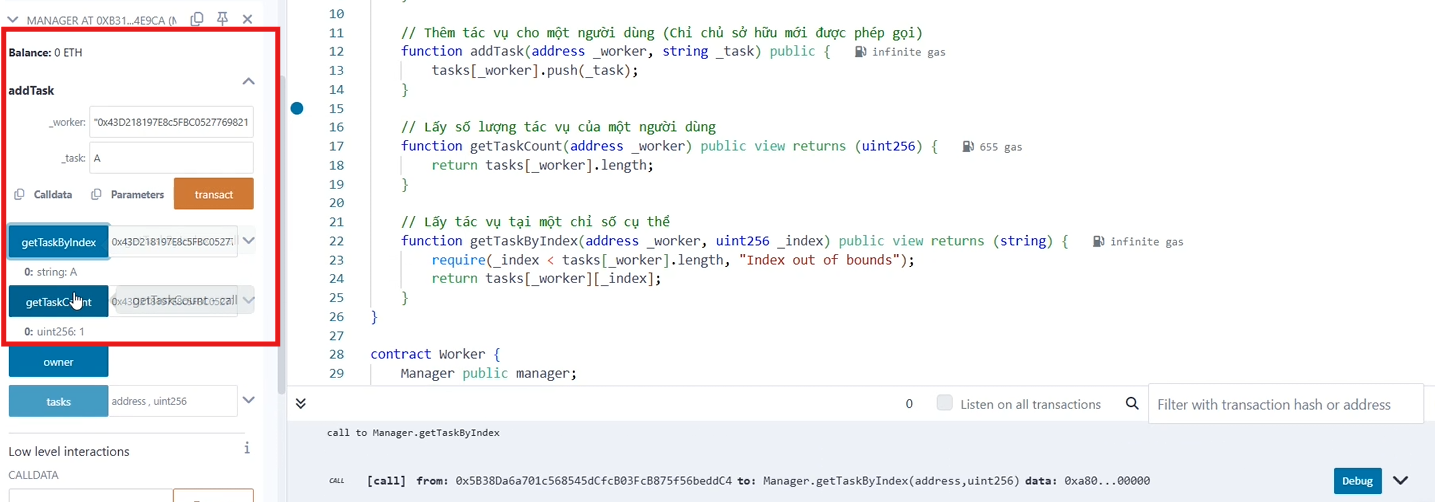 MANAGER AT 0XB31...4E9CA (M
Balance: 0 ETH
addTask
_worker: "0x43D218197E8c5FBC0527769821
_task: A
Calldata Parameters transact
getTaskByIndex 0x43D218197E8c5FBC05277
0: string: A
getTaskCount getTaskCount - call
0: uint256: 1
owner
tasks address , uint256
Low level interactions i
CALLDATA
10
11 // Thêm tác vụ cho một người dùng (Chỉ chủ sở hữu mới được phép gọi)
12 function addTask(address _worker, string _task) public { infinite gas
13 tasks[_worker].push(_task);
14 }
15
16 // Lấy số lượng tác vụ của một người dùng
17 function getTaskCount(address _worker) public view returns (uint256) { 655 gas
18 return tasks[_worker].length;
19 }
20
21 // Lấy tác vụ tại một chỉ số cụ thể
22 function getTaskByIndex(address _worker, uint256 _index) public view returns (string) { infinite gas
23 require(_index < tasks[_worker].length, "Index out of bounds");
24 return tasks[_worker][_index];
25 }
26 }
27
28 contract Worker {
29 Manager public manager;
0 Listen on all transactions Filter with transaction hash or address
call to Manager.getTaskByIndex
CALL [call] from: 0x5B38Da6a701c568545dCfcB03FcB875f56beddC4 to: Manager.getTaskByIndex(address,uint256) data: 0xa80...00000 Debug